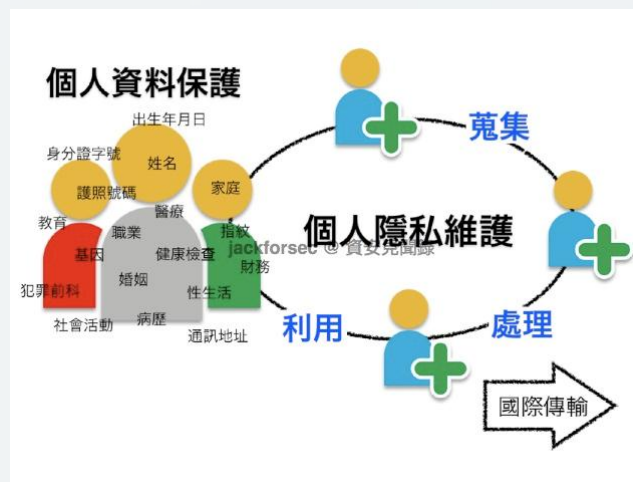 個人資料保護
出生年月日
身分證字號
姓名
護照號碼
家庭
教育
醫療
職業
指紋
基因
健康檢查
財務
婚姻
犯罪前科
性生活
社會活動
病歷
通訊地址
蒐集
個人隱私維護
jackforsec @ 資安見聞錄
利用
處理
國際傳輸